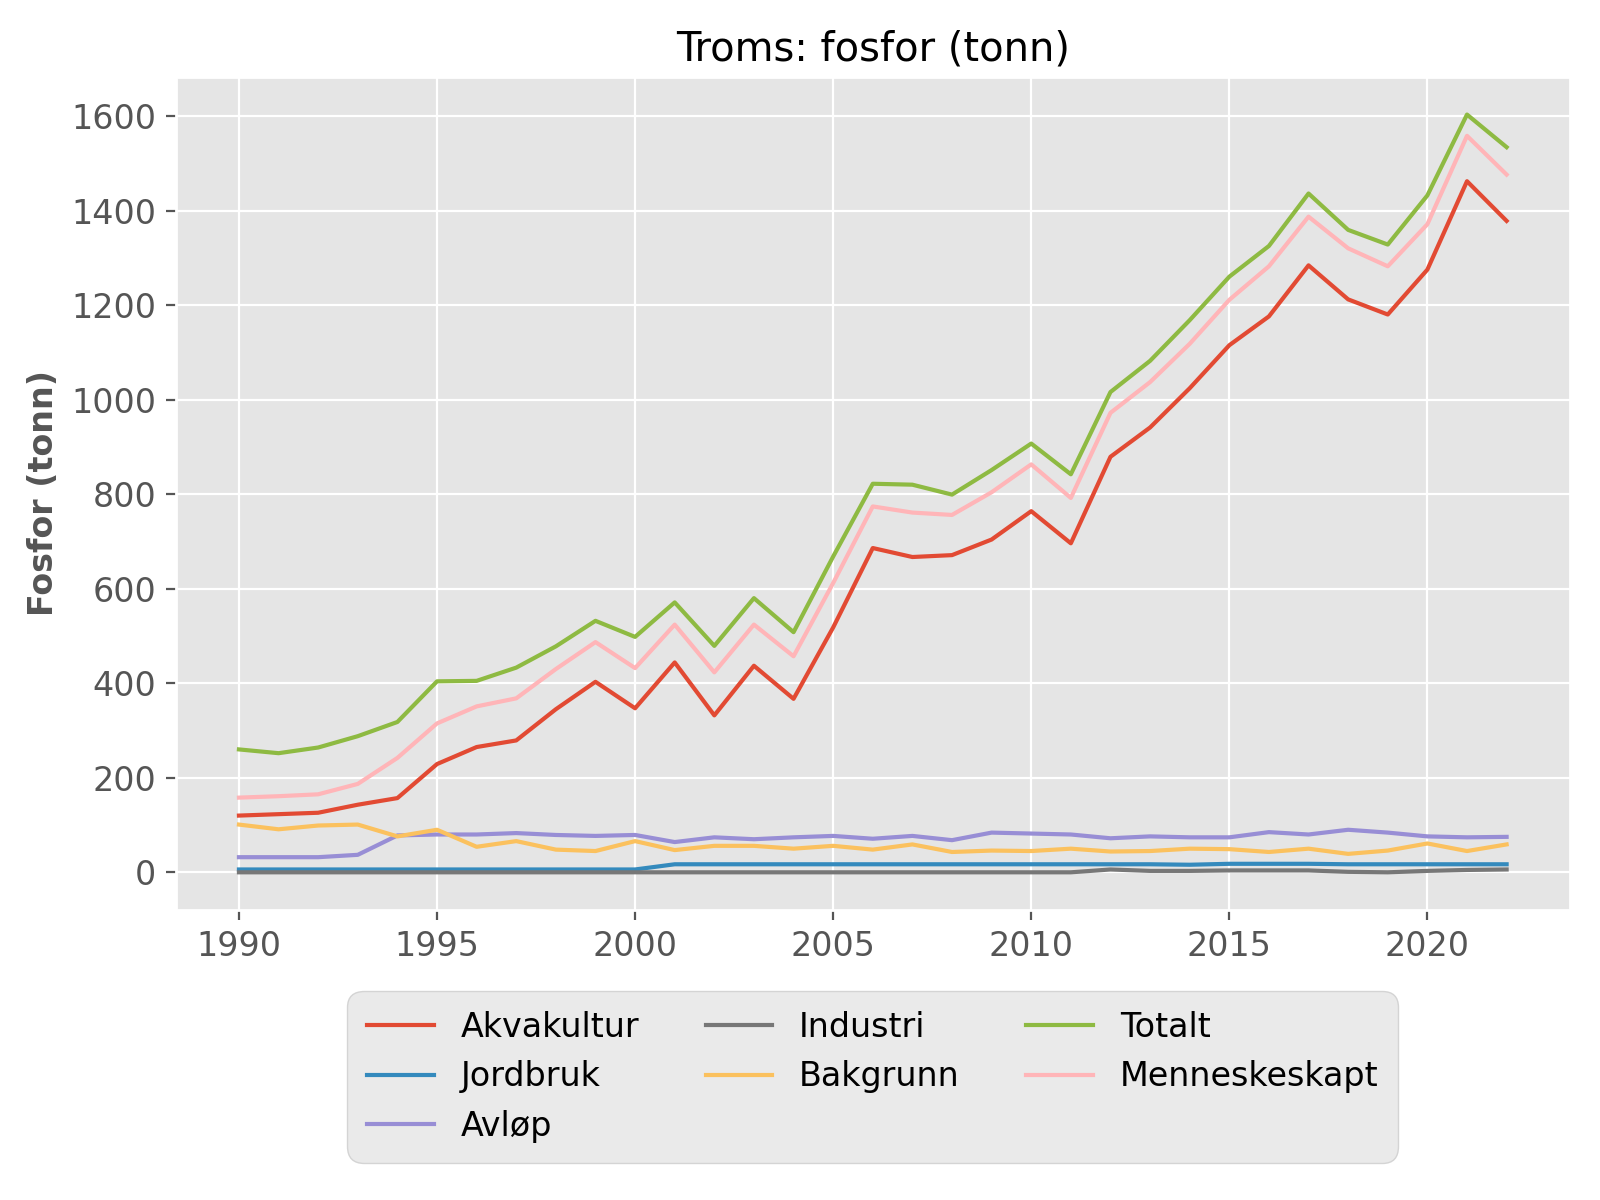 Troms: fosfor (tonn)
Fosfor (tonn)
1600
1400
1200
1000
800
600
400
200
0
1990 1995 2000 2005 2010 2015 2020
Akvakultur Industri Totalt
Jordbruk Bakgrunn Menneskeskapt
Avløp